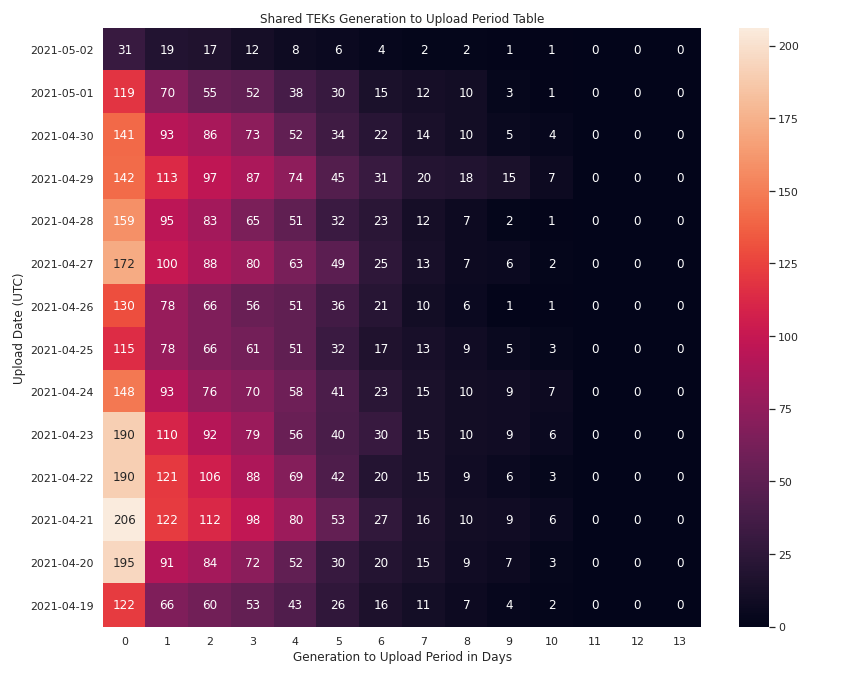 Shared TEKs Generation to Upload Period Table
Upload Date (UTC)
2021-05-02 31 19 17 12 8 6 4 2 2 1 1 0 0 0
2021-05-01 119 70 55 52 38 30 15 12 10 3 1 0 0 0
2021-04-30 141 93 86 73 52 34 22 14 10 5 4 0 0 0
2021-04-29 142 113 97 87 74 45 31 20 18 15 7 0 0 0
2021-04-28 159 95 83 65 51 32 23 12 7 2 1 0 0 0
2021-04-27 172 100 88 80 63 49 25 13 7 6 2 0 0 0
2021-04-26 130 78 66 56 51 36 21 10 6 1 1 0 0 0
2021-04-25 115 78 66 61 51 32 17 13 9 5 3 0 0 0
2021-04-24 148 93 76 70 58 41 23 15 10 9 7 0 0 0
2021-04-23 190 110 92 79 56 40 30 15 10 9 6 0 0 0
2021-04-22 190 121 106 88 69 42 20 15 9 6 3 0 0 0
2021-04-21 206 122 112 98 80 53 27 16 10 9 6 0 0 0
2021-04-20 195 91 84 72 52 30 20 15 9 7 3 0 0 0
2021-04-19 122 66 60 53 43 26 16 11 7 4 2 0 0 0
0 1 2 3 4 5 6 7 8 9 10 11 12 13
Generation to Upload Period in Days
200
175
150
125
100
75
50
25
0